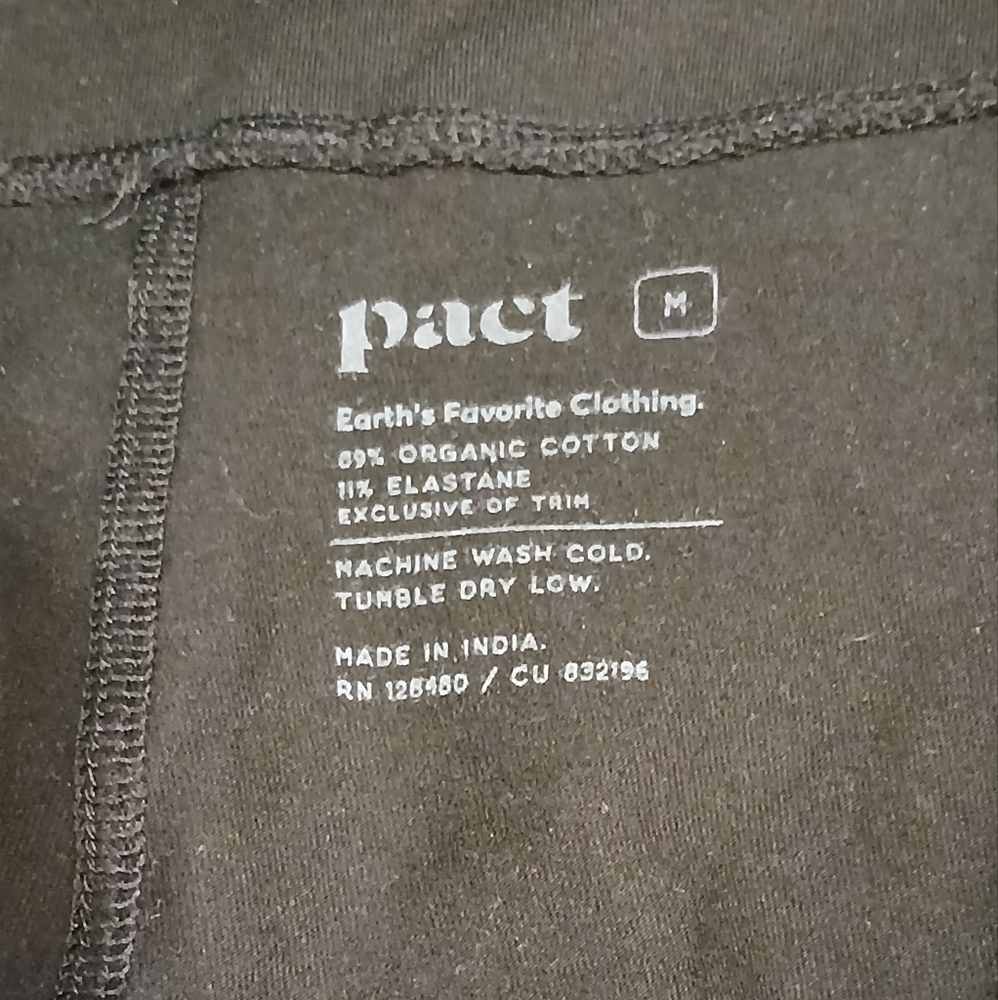 pact M
Earth's Favorite Clothing.
89% ORGANIC COTTON
11% ELASTANE
EXCLUSIVE OF TRIM
MACHINE WASH COLD.
TUMBLE DRY LOW.
MADE IN INDIA.
RN / CU 832196